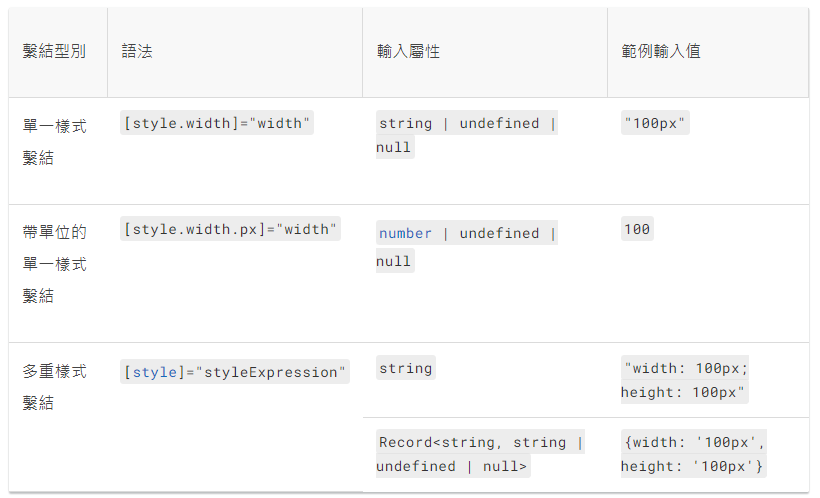 繫結型別 語法 輸入屬性 範例輸入值
單一樣式 [style.width]="width" string | undefined | "100px"
繫結 null
帶單位的 [style.width.px]="width" number | undefined | 100
單一樣式 null
繫結
多重樣式 [style]="styleExpression" string "width: 100px;
繫結 height: 100px"
Record<string, string | {width: '100px',
undefined | null> height: '100px'}